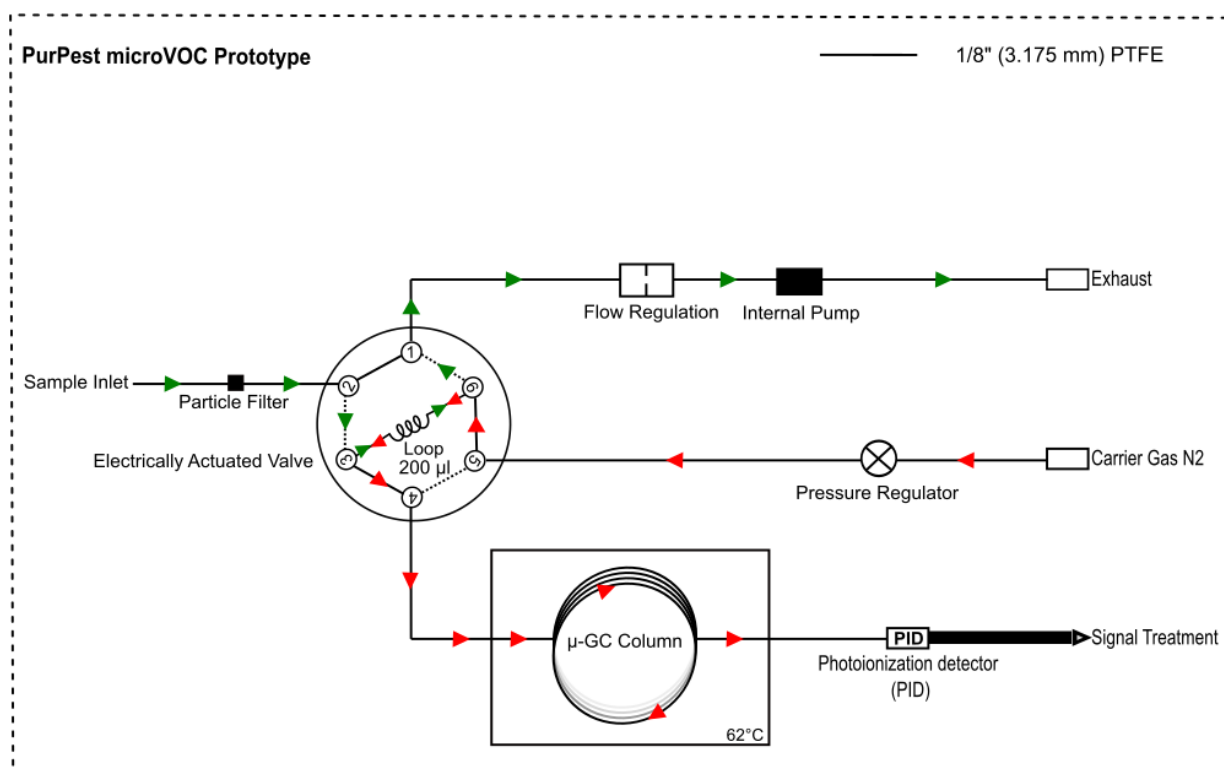 PurPest microVOC Prototype
1/8" (3.175 mm) PTFE
Exhaust
Flow Regulation
Internal Pump
1
Sample Inlet
2
6
Particle Filter
Loop
200 µl
Electrically Actuated Valve
3
5
Carrier Gas N2
Pressure Regulator
4
µ-GC Column
PID
Signal Treatment
Photoionization detector
(PID)
62°C